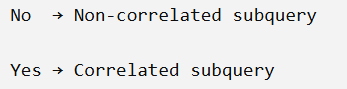 No → Non-correlated subquery
Yes → Correlated subquery